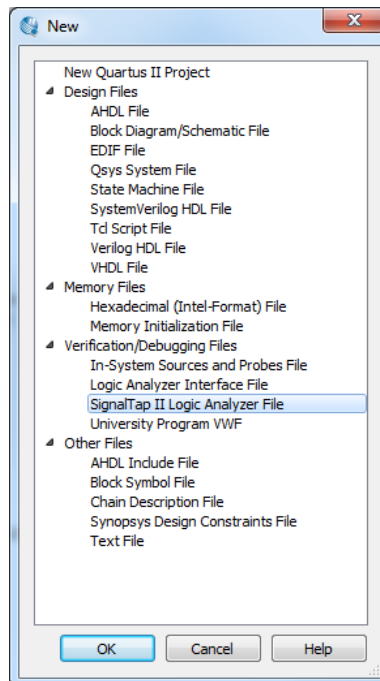 New
New Quartus II Project
Design Files
AHDL File
Block Diagram/Schematic File
EDIF File
Qsys System File
State Machine File
SystemVerilog HDL File
Tcl Script File
Verilog HDL File
VHDL File
Memory Files
Hexadecimal (Intel-Format) File
Memory Initialization File
Verification/Debugging Files
In-System Sources and Probes File
Logic Analyzer Interface File
SignalTap II Logic Analyzer File
University Program VWF
Other Files
AHDL Include File
Block Symbol File
Chain Description File
Synopsys Design Constraints File
Text File
OK Cancel Help